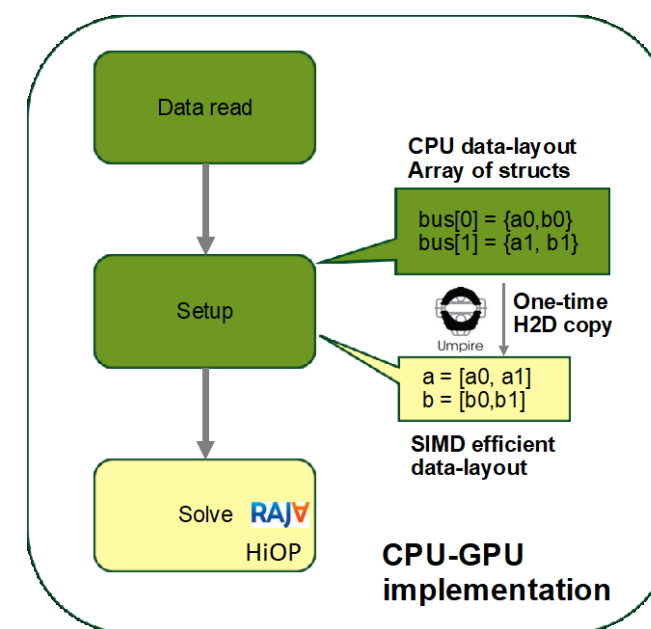 Data read
CPU data-layout
Array of structs
bus[0] = {a0,b0}
bus[1] = {a1, b1}
Setup
One-time
H2D copy
Umpire
a = [a0, a1]
b = [b0,b1]
SIMD efficient
data-layout
Solve RAJA
HiOP
CPU-GPU
implementation